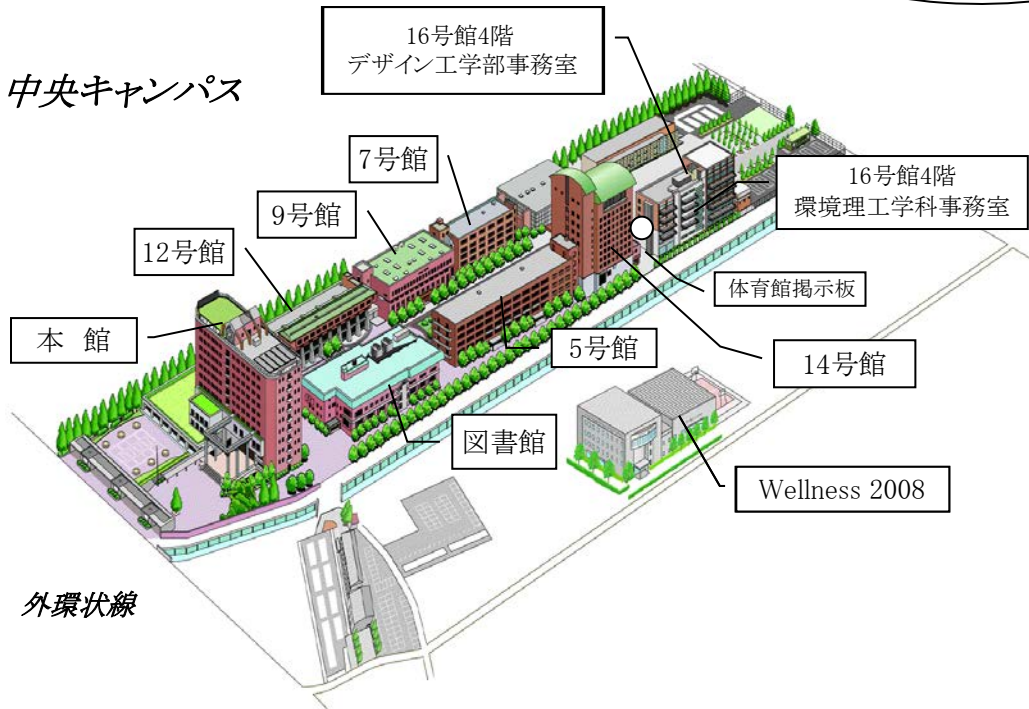 16号館4階
デザイン工学部事務室
中央キャンパス
7号館
16号館4階
環境理工学科事務室
9号館
12号館
体育館掲示板
本 館
5号館
14号館
図書館
Wellness 2008
外環状線